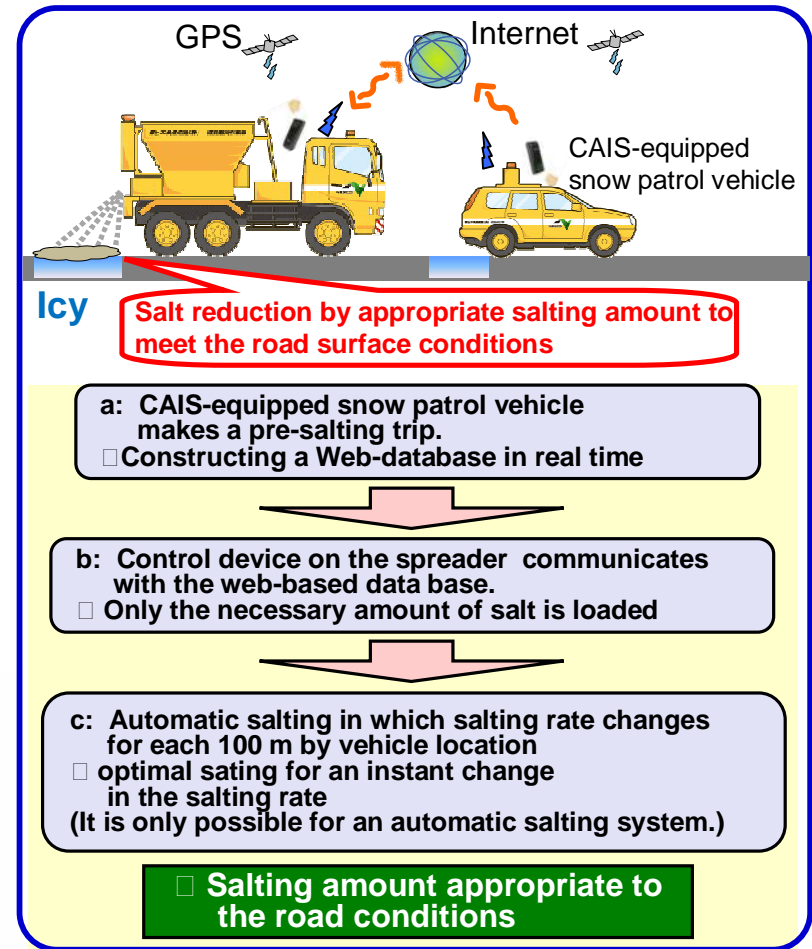 GPS
Internet
CAIS-equipped
snow patrol vehicle
Icy
Salt reduction by appropriate salting amount to
meet the road surface conditions
a: CAIS-equipped snow patrol vehicle
makes a pre-salting trip.
□Constructing a Web-database in real time
b: Control device on the spreader communicates
with the web-based data base.
□ Only the necessary amount of salt is loaded
c: Automatic salting in which salting rate changes
for each 100 m by vehicle location
□ optimal sating for an instant change
in the salting rate
(It is only possible for an automatic salting system.)
□ Salting amount appropriate to
the road conditions